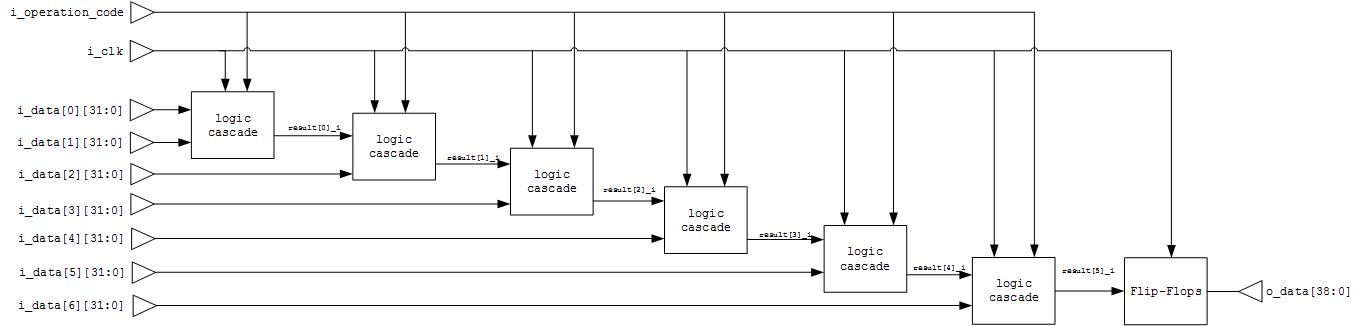 i_operation_code
i_clk
i_data[0][31:0]
i_data[1][31:0]
i_data[2][31:0]
i_data[3][31:0]
i_data[4][31:0]
i_data[5][31:0]
i_data[6][31:0]
logic
cascade
result[0]_i
logic
cascade
result[1]_i
logic
cascade
result[2]_i
logic
cascade
result[3]_i
logic
cascade
result[4]_i
logic
cascade
result[5]_i
Flip-Flops
o_data[38:0]